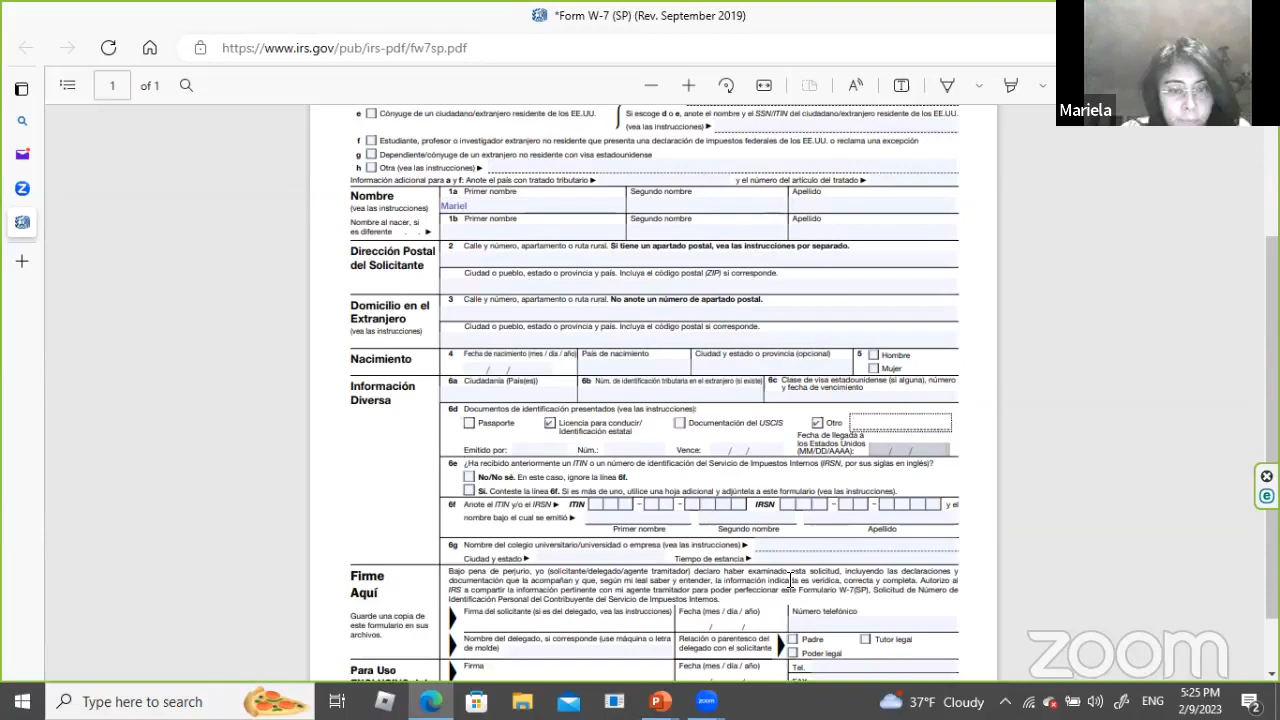 *Form W-7 (SP) (Rev. September 2019)
https://www.irs.gov/pub/irs-pdf/fw7sp.pdf
1 of 1
Mariela
e Cónyuge de un ciudadano/extranjero residente de los EE.UU.
Si escoge d o e, anote el nombre y el SSN/ITIN del ciudadano/extranjero residente de EE.UU.
(vea las instrucciones) ►
f Estudiante, profesor o investigador extranjero no residente que presenta una declaración de impuestos federales de los EE.UU. o reclama una excepción
g Dependiente/cónyuge de un extranjero no residente con visa estadounidense
h Otra (vea las instrucciones) ►
Información adicional para a y f: Anote el país con tratado tributario ► y el número del artículo del tratado ►
Nombre
(vea las instrucciones)
1a Primer nombre Segundo nombre Apellido
Mariel
Nombre al nacer, si
es diferente . . ►
1b Primer nombre Segundo nombre Apellido
Dirección Postal
del Solicitante
2 Calle y número, apartamento o ruta rural. Si tiene un apartado postal, vea las instrucciones por separado.
Ciudad o pueblo, estado o provincia y país. Incluya el código postal (ZIP) si corresponde.
Domicilio en el
Extranjero
(vea las instrucciones)
3 Calle y número, apartamento o ruta rural. No anote un número de apartado postal.
Ciudad o pueblo, estado o provincia y país. Incluya el código postal si corresponde.
Nacimiento
4 Fecha de nacimiento (mes / día / año) País de nacimiento Ciudad y estado o provincia (opcional) 5 Hombre
/ / Mujer
Información
Diversa
6a Ciudadanía (País(es)) 6b Núm. de identificación tributaria en el extranjero (si existe) 6c Clase de visa estadounidense (si alguna), número
y fecha de vencimiento
6d Documentos de identificación presentados (vea las instrucciones):
Pasaporte Licencia para conducir/ Documentación del USCIS Otro
Identificación estatal
Fecha de llegada a
los Estados Unidos
(MM/DD/AAAA): / /
Emitido por: Núm.: Vence: / /
6e ¿Ha recibido anteriormente un ITIN o un número de identificación del Servicio de Impuestos Internos (IRSN, por sus siglas en inglés)?
No/No sé. En este caso, ignore la línea 6f.
Sí. Conteste la línea 6f. Si es más de uno, utilice una hoja adicional y adjúntela a este formulario (vea las instrucciones).
6f Anote el ITIN y/o el IRSN ► ITIN – – IRSN – – y el
nombre bajo el cual se emitió ►
Primer nombre Segundo nombre Apellido
6g Nombre del colegio universitario/universidad o empresa (vea las instrucciones) ►
Ciudad y estado ► Tiempo de estancia ►
Firme
Aquí
Guarde una copia de
este formulario en sus
archivos.
Bajo pena de perjurio, yo (solicitante/delegado/agente tramitador) declaro haber examinado esta solicitud, incluyendo las declaraciones y
documentación que la acompañan y que, según mi leal saber y entender, la información indicada es verídica, correcta y completa. Autorizo al
IRS a compartir la información pertinente con mi agente tramitador para poder perfeccionar este Formulario W-7(SP), Solicitud de Número de
Identificación Personal del Contribuyente del Servicio de Impuestos Internos.
Firma del solicitante (si es del delegado, vea las instrucciones) Fecha (mes / día / año) Número telefónico
/ /
Nombre del delegado, si corresponde (use máquina o letra
de molde)
Relación o parentesco del
delegado con el solicitante
Padre Tutor legal
Poder legal
Para Uso
Firma Fecha (mes / día / año) Tel.
zoom
Type here to search
zoom
37°F Cloudy
ENG
5:25 PM
2/9/2023
2